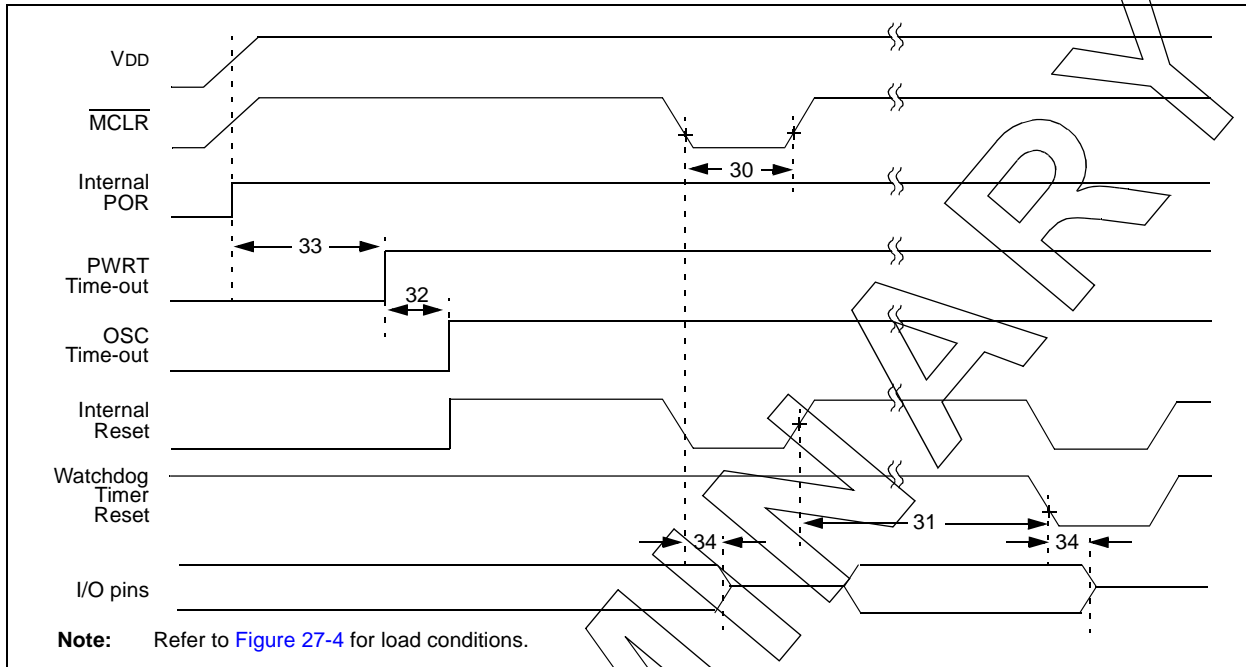 VDD
MCLR
30
Internal
POR
33
PWRT
Time-out
32
OSC
Time-out
Internal
Reset
Watchdog
Timer
Reset
31
34
34
I/O pins
Note: Refer to Figure 27-4 for load conditions.
MNARY